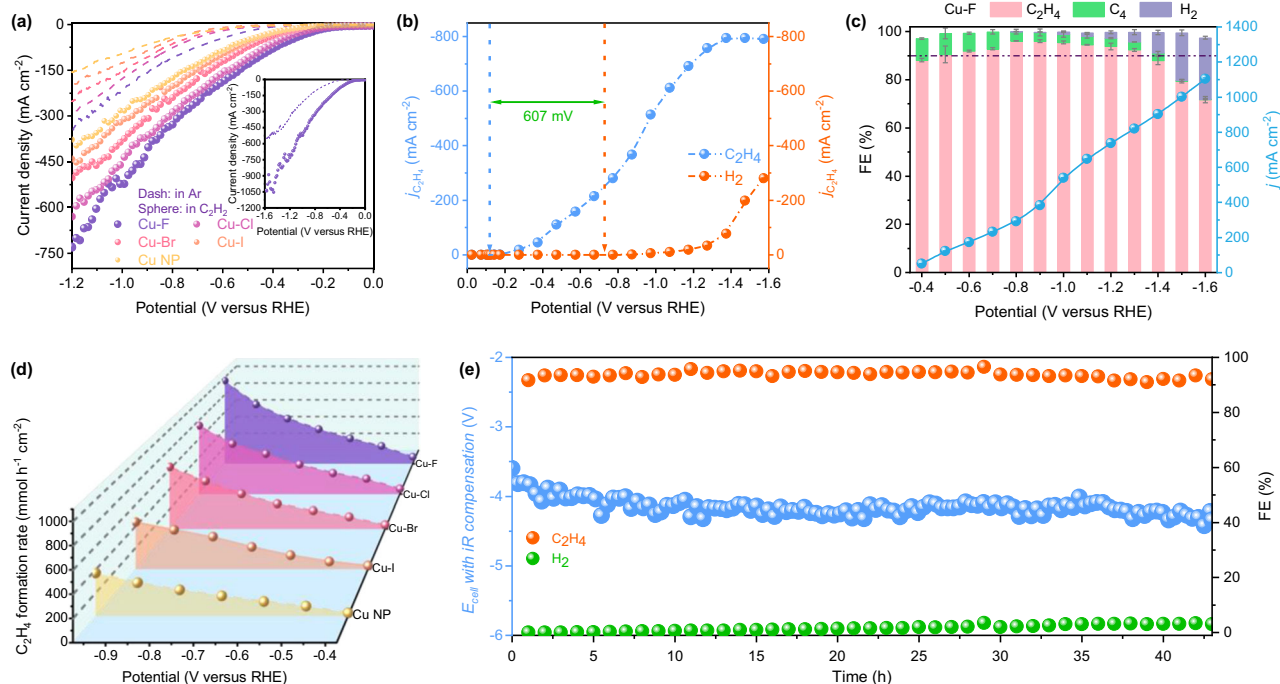 (a)
0
-150
-300
-450
-600
-750
Current density (mA cm⁻²)
-1.2
-1.0
-0.8
-0.6
-0.4
-0.2
0.0
Potential (V versus RHE)
Dash: in Ar
Sphere: in C₂H₂
Cu-F
Cu-Cl
Cu-Br
Cu-I
Cu NP
0
-150
-300
-450
-600
-750
-900
-1050
-1200
Current density (mA cm⁻²)
-1.6
-1.2
-0.8
-0.4
0.0
Potential (V versus RHE)
(b)
-800
-600
-400
-200
0
j C₂H₄ (mA cm⁻²)
607 mV
C₂H₄
H₂
0.0
-0.2
-0.4
-0.6
-0.8
-1.0
-1.2
-1.4
-1.6
Potential (V versus RHE)
-800
-600
-400
-200
0
j C₂H₄ (mA cm⁻²)
(c)
Cu-F
C₂H₄
C₄
H₂
100
80
60
40
20
0
FE (%)
-0.4
-0.6
-0.8
-1.0
-1.2
-1.4
-1.6
Potential (V versus RHE)
1400
1200
1000
800
600
400
200
0
j (mA cm⁻²)
(d)
Cu-F
Cu-Cl
Cu-Br
Cu-I
Cu NP
1000
800
600
400
200
0
C₂H₄ formation rate (mmol h⁻¹ cm⁻²)
-0.9
-0.8
-0.7
-0.6
-0.5
-0.4
Potential (V versus RHE)
(e)
-2
-3
-4
-5
-6
E cell with iR compensation (V)
C₂H₄
H₂
0
5
10
15
20
25
30
35
40
Time (h)
100
80
60
40
20
0
FE (%)